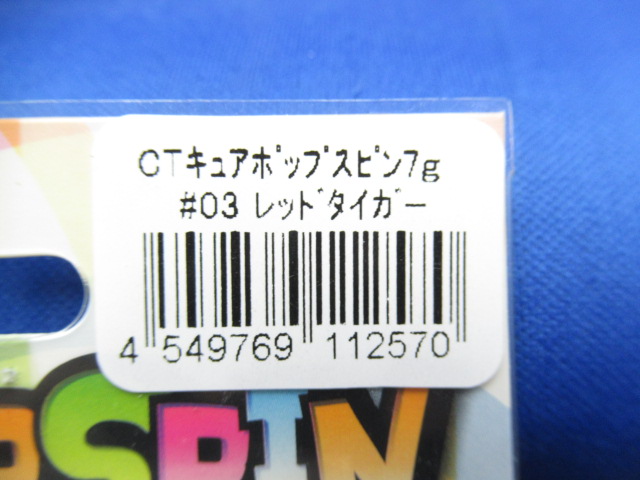 CTｷｭｱﾎﾟｯﾌﾟｽﾋﾟﾝ7g
#03 ﾚｯﾄﾞﾀｲｶﾞｰ
4 549769 112570
PSPIN